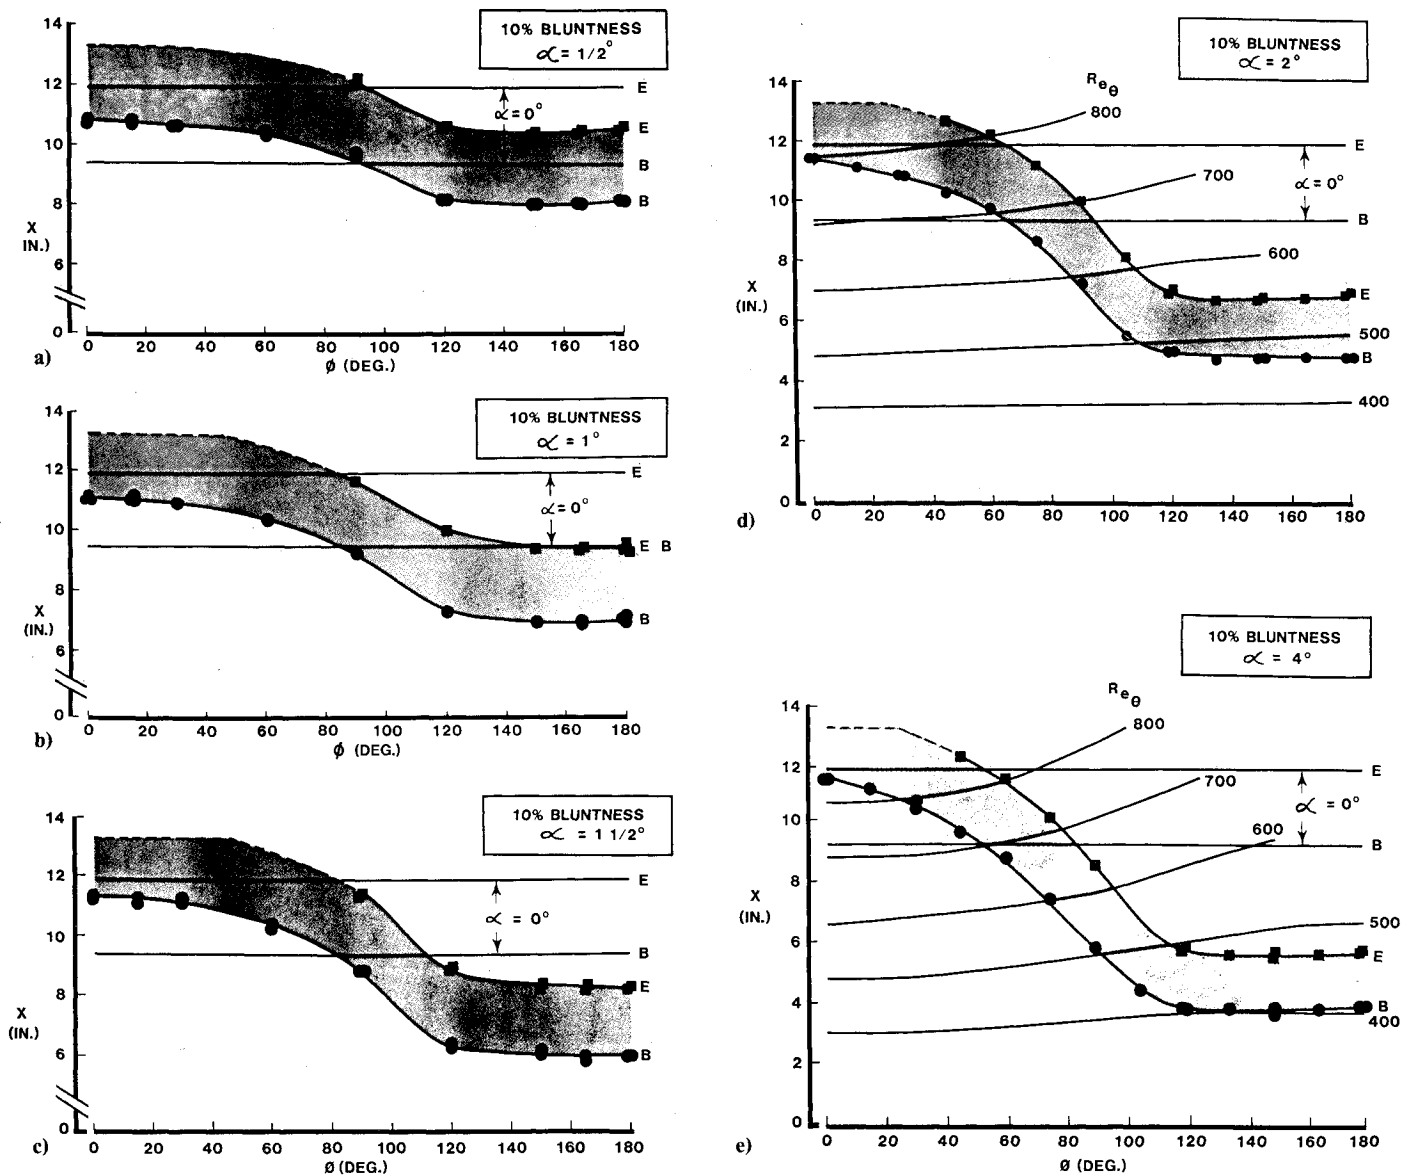 10% BLUNTNESS
α = 1/2°
14
12
10
8
6
0
X
IN.)
E
α=0°
E
B
B
0 20 40 60 80 100 120 140 160 180
a)
Ø (DEG.)
10% BLUNTNESS
α = 1°
14
12
10
8
6
0
X
(IN.)
E
α=0°
E B
B
0 20 40 60 80 100 120 140 160 180
b)
Ø (DEG.)
10% BLUNTNESS
α = 1 1/2°
14
12
10
8
6
0
X
(IN.)
E
α = 0°
B
E
B
0 20 40 60 80 100 120 140 160 180
c)
Ø (DEG.)
10% BLUNTNESS
α = 2°
Reθ
800
700
600
500
400
14
12
10
8
6
4
2
0
X
(IN.)
E
α=0°
B
E
B
0 20 40 60 80 100 120 140 160 180
d)
Ø (DEG.)
10% BLUNTNESS
α = 4°
Reθ
800
700
600
500
400
14
12
10
8
6
4
2
0
X
(IN.)
E
α = 0°
B
E
B
0 20 40 60 80 100 120 140 160 180
e)
Ø (DEG.)